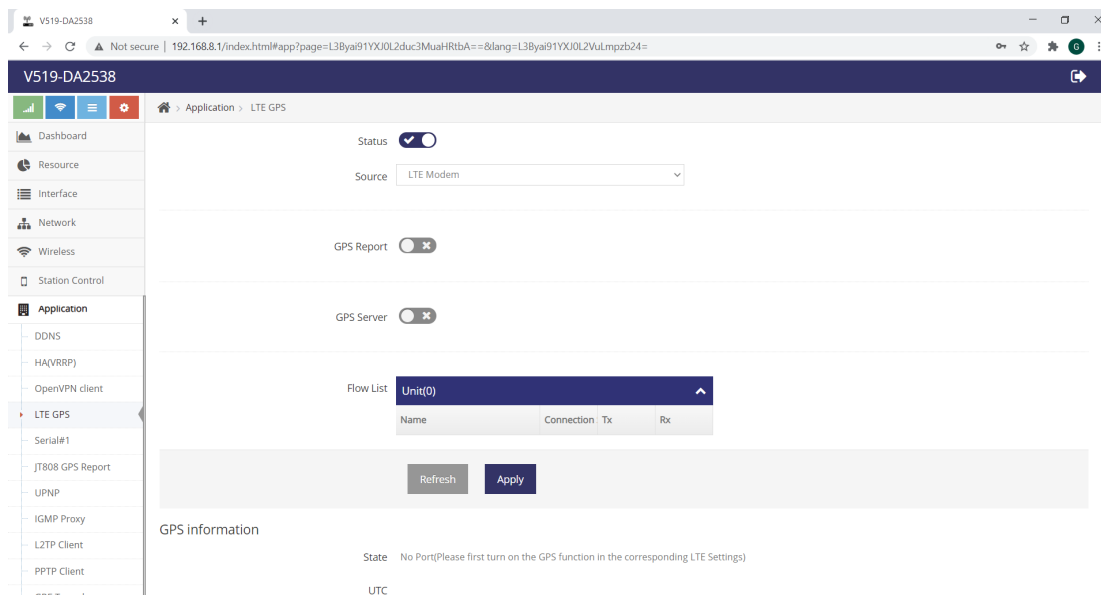 V519-DA2538
Not secure | 192.168.8.1/index.html#app?page=L3Byai91YXJ0L2duc3MuaHRtbA==&lang=L3Byai91YXJ0L2VuLmpzb24=
G
V519-DA2538
Application > LTE GPS
Dashboard
Resource
Interface
Network
Wireless
Station Control
Application
DDNS
HA(VRRP)
OpenVPN client
LTE GPS
Serial#1
JT808 GPS Report
UPNP
IGMP Proxy
L2TP Client
PPTP Client
Status
Source LTE Modem
GPS Report
GPS Server
Flow List Unit(0)
Name Connection Tx Rx
Refresh Apply
GPS information
State No Port(Please first turn on the GPS function in the corresponding LTE Settings)
UTC